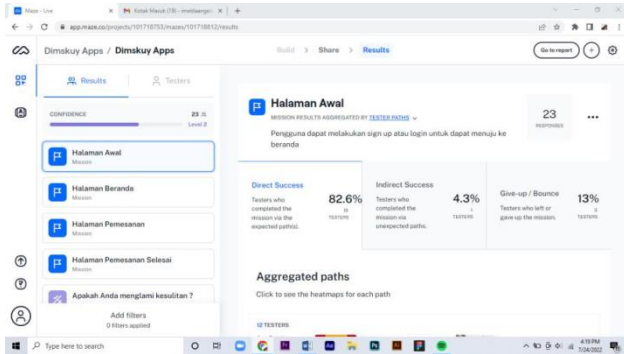 Maze - Live
app.maze.co/projects/101718753/mazes/101718812/results
Dimskuy Apps / Dimskuy Apps
Build > Share > Results
Go to report
Results
Testers
CONFIDENCE
23
Level 2
Halaman Awal
Mission
Halaman Beranda
Mission
Halaman Pemesanan
Mission
Halaman Pemesanan Selesai
Mission
Apakah Anda menglami kesulitan ?
Add filters
0 filters applied
Halaman Awal
MISSION RESULTS AGGREGATED BY TESTER PATHS
Pengguna dapat melakukan sign up atau login untuk dapat menuju ke
beranda
23
RESPONSES
Direct Success
Testers who
completed the
mission via the
expected path(s).
82.6%
TESTERS
Indirect Success
Testers who
completed the
mission via
unexpected paths.
4.3%
1
TESTERS
Give-up / Bounce
Testers who left or
gave up the mission.
13%
TESTERS
Aggregated paths
Click to see the heatmaps for each path
12 TESTERS
Type here to search
4:19 PM
7/24/2022